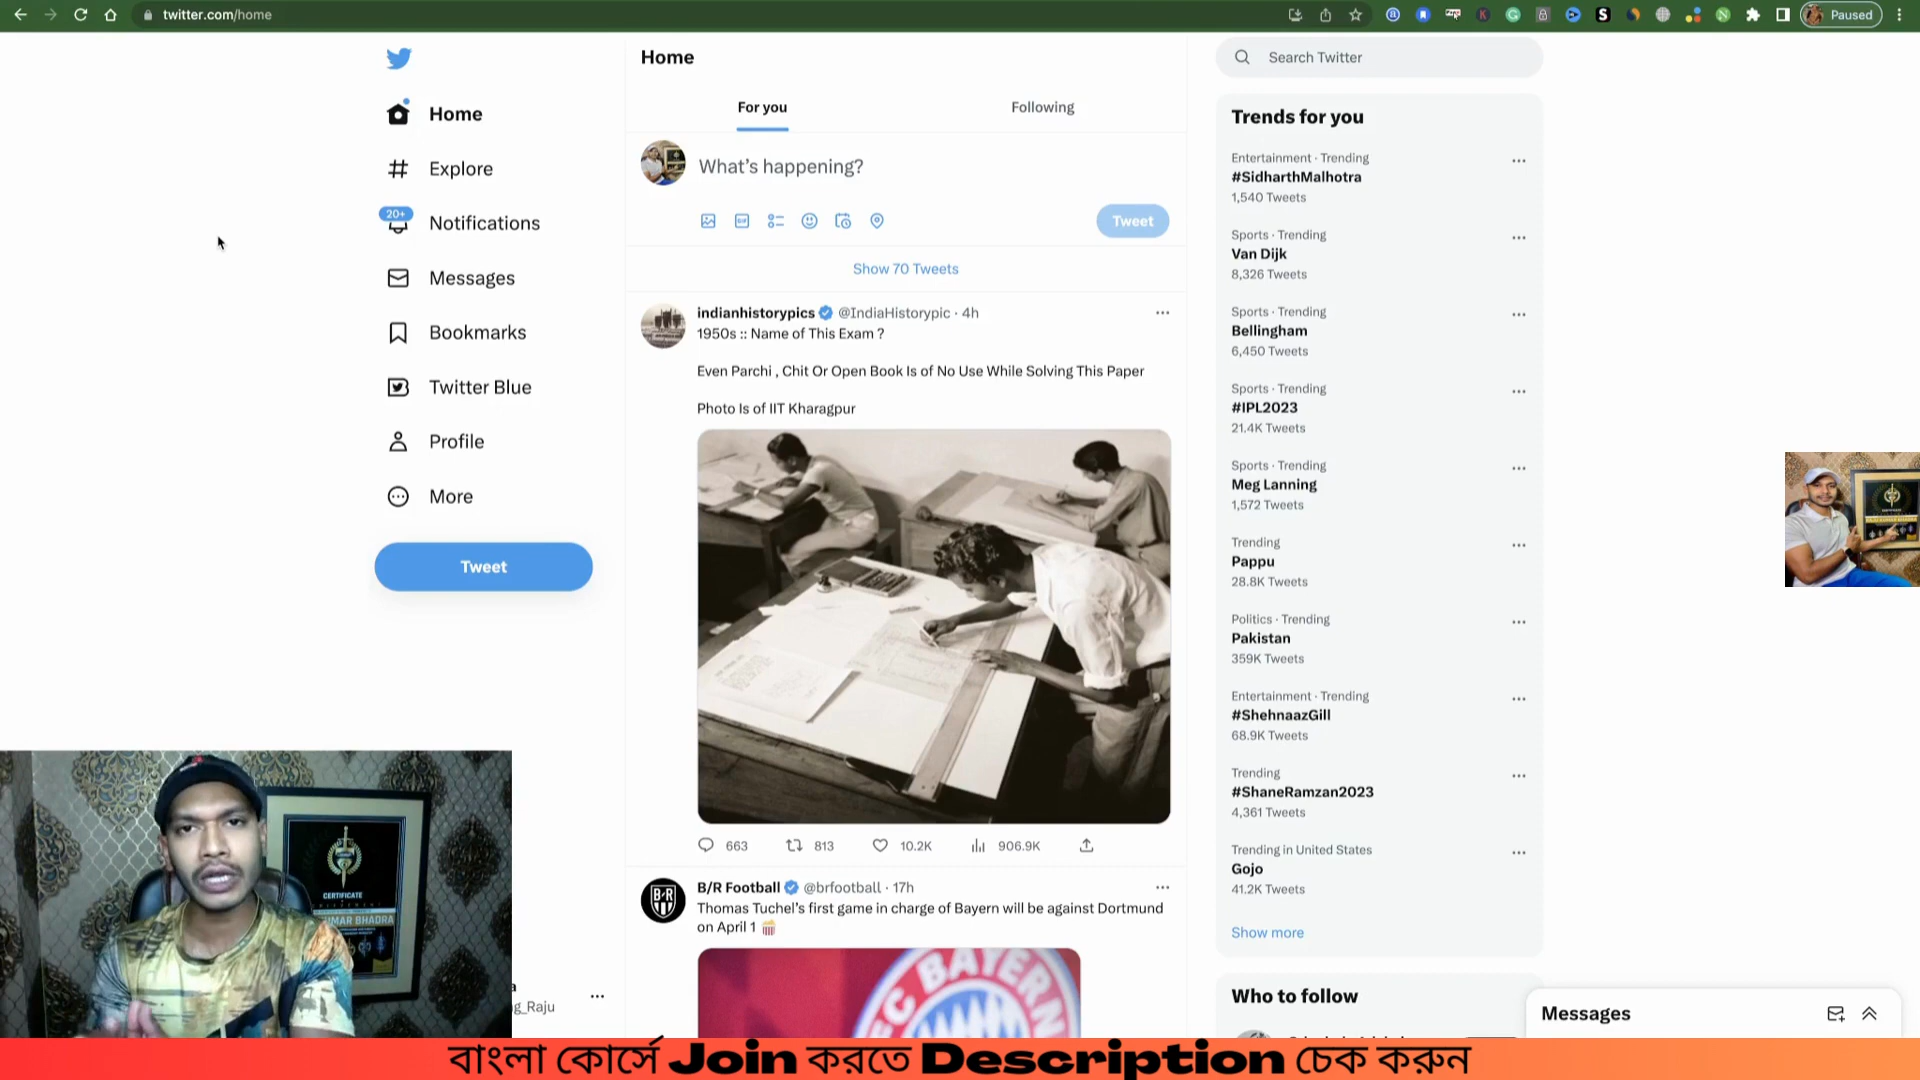 twitter.com/home
Paused
Home
Explore
20+
Notifications
Messages
Bookmarks
Twitter Blue
Profile
More
Tweet
a
g_Raju
Home
For you
Following
What's happening?
Tweet
Show 70 Tweets
indianhistorypics @IndiaHistorypic · 4h
1950s :: Name of This Exam ?
Even Parchi , Chit Or Open Book Is of No Use While Solving This Paper
Photo Is of IIT Kharagpur
663 813 10.2K 906.9K
B/R Football @brfootball · 17h
Thomas Tuchel's first game in charge of Bayern will be against Dortmund
on April 1 🍿
FC BAYERN
Search Twitter
Trends for you
Entertainment · Trending
#SidharthMalhotra
1,540 Tweets
Sports · Trending
Van Dijk
8,326 Tweets
Sports · Trending
Bellingham
6,450 Tweets
Sports · Trending
#IPL2023
21.4K Tweets
Sports · Trending
Meg Lanning
1,572 Tweets
Trending
Pappu
28.8K Tweets
Politics · Trending
Pakistan
359K Tweets
Entertainment · Trending
#ShehnaazGill
68.9K Tweets
Trending
#ShaneRamzan2023
4,361 Tweets
Trending in United States
Gojo
41.2K Tweets
Show more
Who to follow
Messages
CERTIFICATE
KUMAR BHADRA
বাংলা কোর্সে Join করতে Description চেক করুন